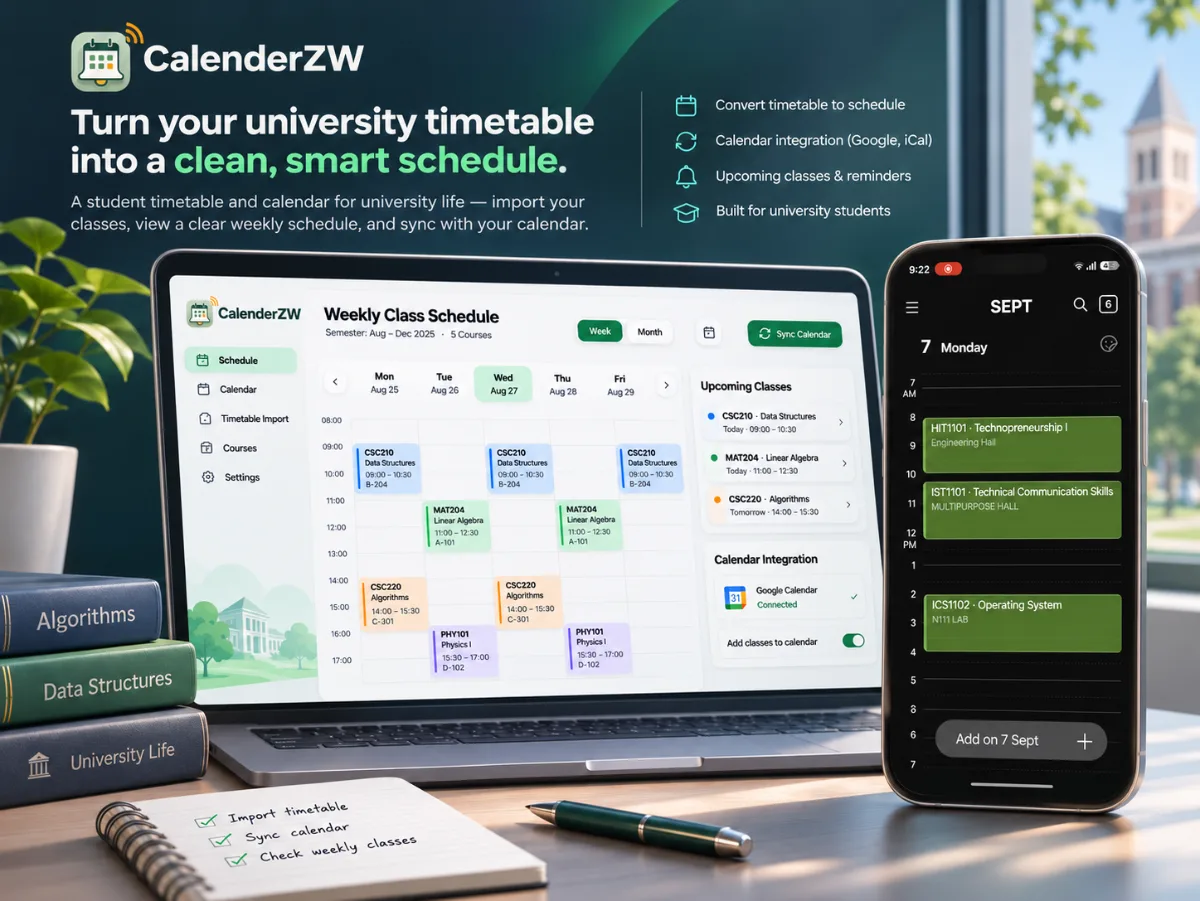 CalenderZW
Turn your university timetable
into a clean, smart schedule.
A student timetable and calendar for university life — import your
classes, view a clear weekly schedule, and sync with your calendar.
Convert timetable to schedule
Calendar integration (Google, iCal)
Upcoming classes & reminders
Built for university students
CalenderZW
Schedule
Calendar
Timetable Import
Courses
Settings
Weekly Class Schedule
Semester: Aug – Dec 2025 · 5 Courses
Week
Month
Sync Calendar
Mon
Aug 25
Tue
Aug 26
Wed
Aug 27
Thu
Aug 28
Fri
Aug 29
08:00
09:00
10:00
11:00
12:00
13:00
14:00
15:00
16:00
17:00
CSC210
Data Structures
09:00 – 10:30
B-204
CSC210
Data Structures
09:00 – 10:30
B-204
CSC210
Data Structures
09:00 – 10:30
B-204
MAT204
Linear Algebra
11:00 – 12:30
A-101
MAT204
Linear Algebra
11:00 – 12:30
A-101
CSC220
Algorithms
14:00 – 15:30
C-301
CSC220
Algorithms
14:00 – 15:30
C-301
PHY101
Physics I
15:30 – 17:00
D-102
PHY101
Physics I
15:30 – 17:00
D-102
Upcoming Classes
CSC210 · Data Structures
Today · 09:00 – 10:30
MAT204 · Linear Algebra
Today · 11:00 – 12:30
CSC220 · Algorithms
Tomorrow · 14:00 – 15:30
Calendar Integration
31
Google Calendar
Connected
Add classes to calendar
9:22
SEPT
6
7 Monday
7
AM
8
9
10
11
12
PM
1
2
3
4
5
8
6
7
HIT1101 · Technopreneurship I
Engineering Hall
IST1101 · Technical Communication Skills
MULTIPURPOSE HALL
ICS1102 · Operating System
N111 LAB
Add on 7 Sept
Algorithms
Data Structures
University Life
Import timetable
Sync calendar
Check weekly classes